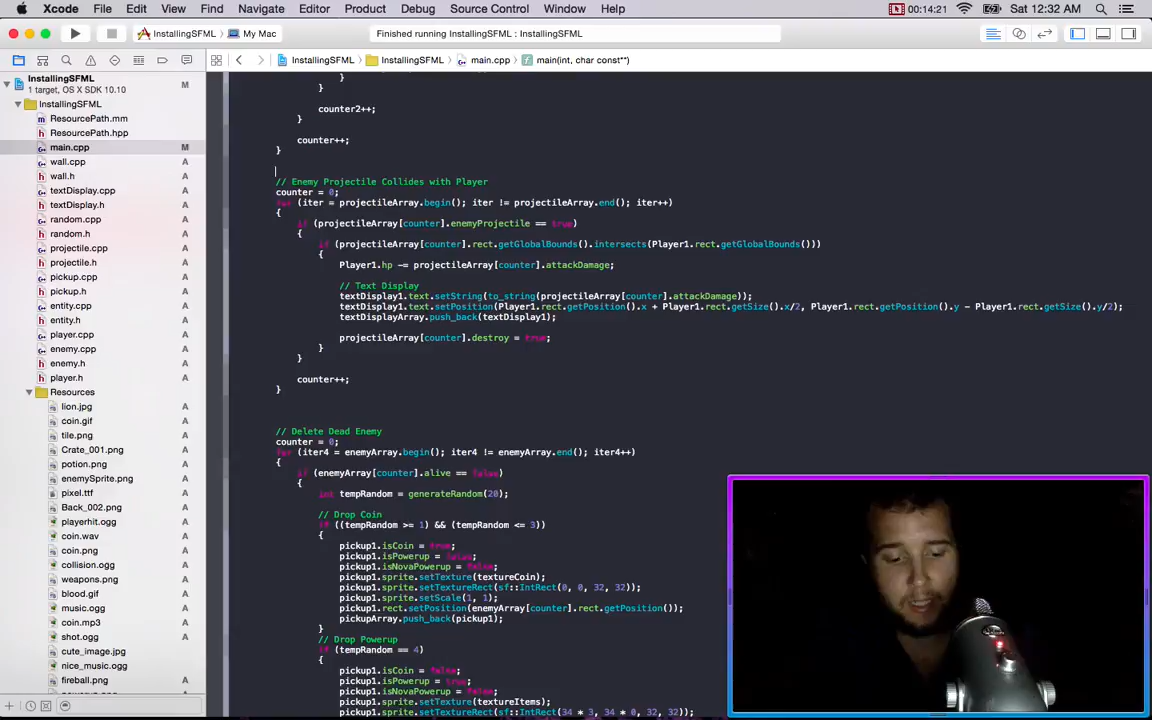 Xcode File Edit View Find Navigate Editor Product Debug Source Control Window Help 00:14:21 Sat 12:32 AM
InstallingSFML My Mac Finished running InstallingSFML : InstallingSFML
InstallingSFML InstallingSFML main.cpp main(int, char const**)
InstallingSFML
1 target, OS X SDK 10.10
InstallingSFML
ResourcePath.mm
ResourcePath.hpp
main.cpp M
wall.cpp A
wall.h A
textDisplay.cpp A
textDisplay.h A
random.cpp A
random.h A
projectile.cpp A
projectile.h A
pickup.cpp A
pickup.h A
entity.cpp A
entity.h A
player.cpp A
enemy.cpp A
enemy.h A
player.h A
Resources
lion.jpg A
coin.gif A
tile.png A
Crate_001.png A
potion.png A
enemySprite.png A
pixel.ttf A
Back_002.png A
playerhit.ogg A
coin.wav A
coin.png A
collision.ogg A
weapons.png A
blood.gif A
music.ogg A
coin.mp3 A
shot.ogg A
cute_image.jpg
nice_music.ogg
fireball.png A
}
}
counter2++;
}
counter++;
}
// Enemy Projectile Collides with Player
counter = 0;
for (iter = projectileArray.begin(); iter != projectileArray.end(); iter++)
{
if (projectileArray[counter].enemyProjectile == true)
{
if (projectileArray[counter].rect.getGlobalBounds().intersects(Player1.rect.getGlobalBounds()))
{
Player1.hp -= projectileArray[counter].attackDamage;
// Text Display
textDisplay1.text.setString(to_string(projectileArray[counter].attackDamage));
textDisplay1.text.setPosition(Player1.rect.getPosition().x + Player1.rect.getSize().x/2, Player1.rect.getPosition().y - Player1.rect.getSize().y/2);
textDisplayArray.push_back(textDisplay1);
projectileArray[counter].destroy = true;
}
}
counter++;
}
// Delete Dead Enemy
counter = 0;
for (iter4 = enemyArray.begin(); iter4 != enemyArray.end(); iter4++)
{
if (enemyArray[counter].alive == false)
{
int tempRandom = generateRandom(20);
// Drop Coin
if ((tempRandom >= 1) && (tempRandom <= 3))
{
pickup1.isCoin = true;
pickup1.isPowerup = false;
pickup1.isNovaPowerup = false;
pickup1.sprite.setTexture(textureCoin);
pickup1.sprite.setTextureRect(sf::IntRect(0, 0, 32, 32));
pickup1.sprite.setScale(1, 1);
pickup1.rect.setPosition(enemyArray[counter].rect.getPosition());
pickupArray.push_back(pickup1);
}
// Drop Powerup
if (tempRandom == 4)
{
pickup1.isCoin = false;
pickup1.isPowerup = true;
pickup1.isNovaPowerup = false;
pickup1.sprite.setTexture(textureItems);
pickup1.sprite.setTextureRect(sf::IntRect(34 * 3, 34 * 0, 32, 32));